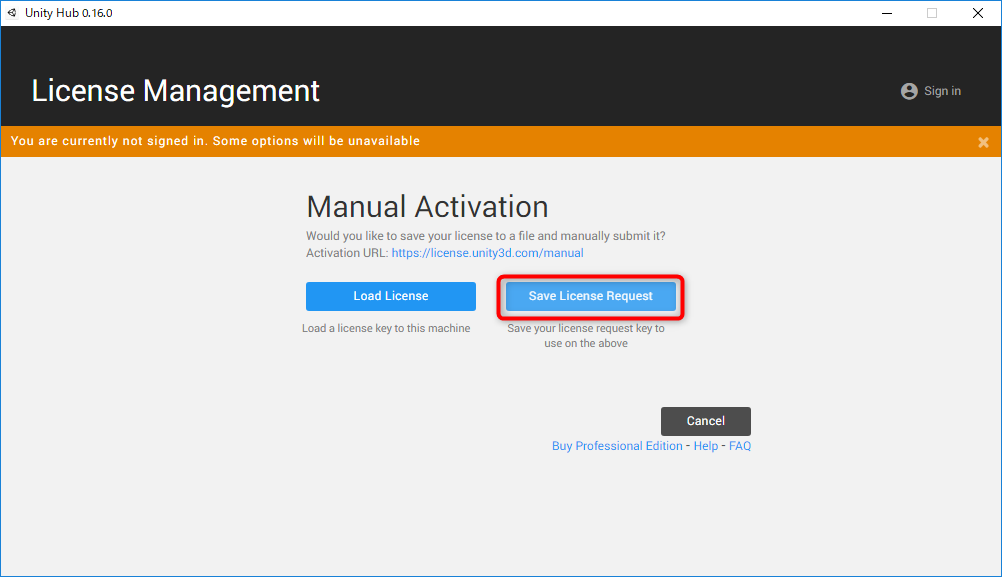 Unity Hub 0.16.0
License Management
Sign in
You are currently not signed in. Some options will be unavailable
Manual Activation
Would you like to save your license to a file and manually submit it?
Activation URL: https://license.unity3d.com/manual
Load License
Save License Request
Load a license key to this machine
Save your license request key to
use on the above
Cancel
Buy Professional Edition - Help - FAQ